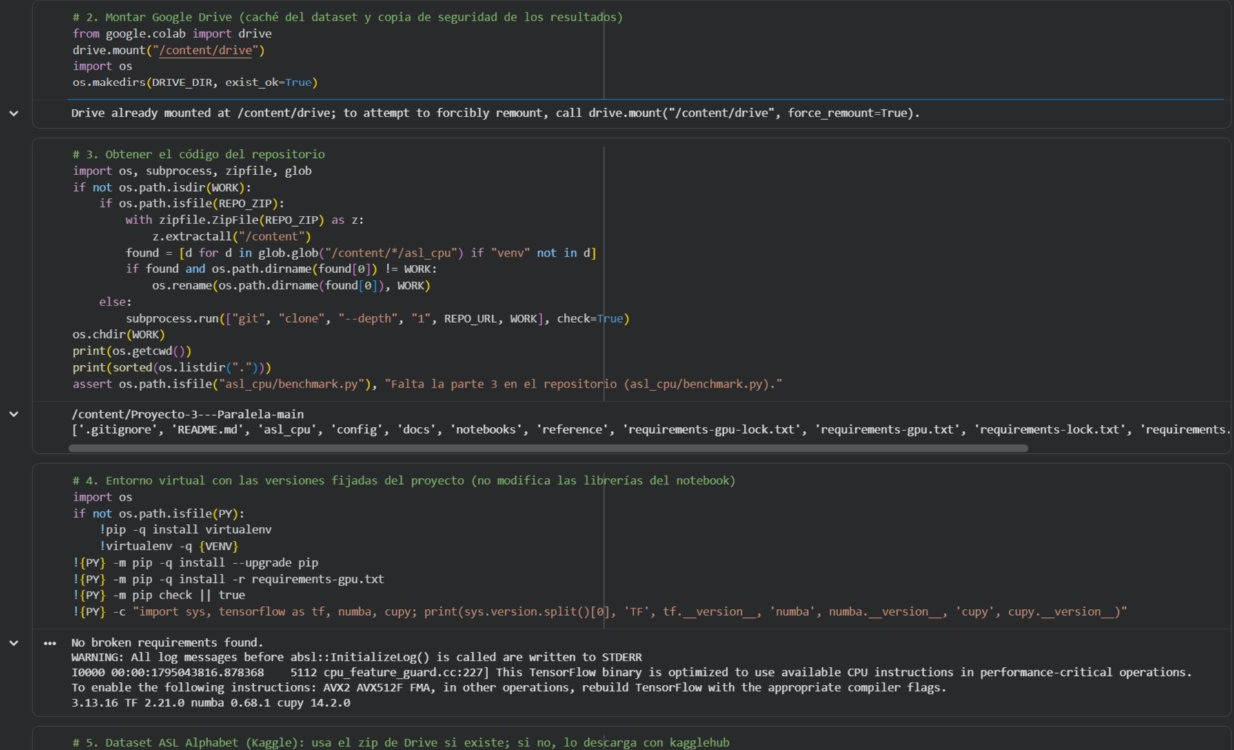 # 2. Montar Google Drive (caché del dataset y copia de seguridad de los resultados)
from google.colab import drive
drive.mount("/content/drive")
import os
os.makedirs(DRIVE_DIR, exist_ok=True)
Drive already mounted at /content/drive; to attempt to forcibly remount, call drive.mount("/content/drive", force_remount=True).
# 3. Obtener el código del repositorio
import os, subprocess, zipfile, glob
if not os.path.isdir(WORK):
    if os.path.isfile(REPO_ZIP):
        with zipfile.ZipFile(REPO_ZIP) as z:
            z.extractall("/content")
        found = [d for d in glob.glob("/content/*/asl_cpu") if "venv" not in d]
        if found and os.path.dirname(found[0]) != WORK:
            os.rename(os.path.dirname(found[0]), WORK)
    else:
        subprocess.run(["git", "clone", "--depth", "1", REPO_URL, WORK], check=True)
os.chdir(WORK)
print(os.getcwd())
print(sorted(os.listdir(".")))
assert os.path.isfile("asl_cpu/benchmark.py"), "Falta la parte 3 en el repositorio (asl_cpu/benchmark.py)."
/content/Proyecto-3---Paralela-main
['.gitignore', 'README.md', 'asl_cpu', 'config', 'docs', 'notebooks', 'reference', 'requirements-gpu-lock.txt', 'requirements-gpu.txt', 'requirements-lock.txt', 'requirements.
# 4. Entorno virtual con las versiones fijadas del proyecto (no modifica las librerías del notebook)
import os
if not os.path.isfile(PY):
    !pip -q install virtualenv
    !virtualenv -q {VENV}
!{PY} -m pip -q install --upgrade pip
!{PY} -m pip -q install -r requirements-gpu.txt
!{PY} -m pip check || true
!{PY} -c "import sys, tensorflow as tf, numba, cupy; print(sys.version.split()[0], 'TF', tf.__version__, 'numba', numba.__version__, 'cupy', cupy.__version__)"
No broken requirements found.
WARNING: All log messages before absl::InitializeLog() is called are written to STDERR
I0000 00:00:1795043816.878368    5112 cpu_feature_guard.cc:227] This TensorFlow binary is optimized to use available CPU instructions in performance-critical operations.
To enable the following instructions: AVX2 AVX512F FMA, in other operations, rebuild TensorFlow with the appropriate compiler flags.
3.13.16 TF 2.21.0 numba 0.68.1 cupy 14.2.0
# 5. Dataset ASL Alphabet (Kaggle): usa el zip de Drive si existe; si no, lo descarga con kagglehub